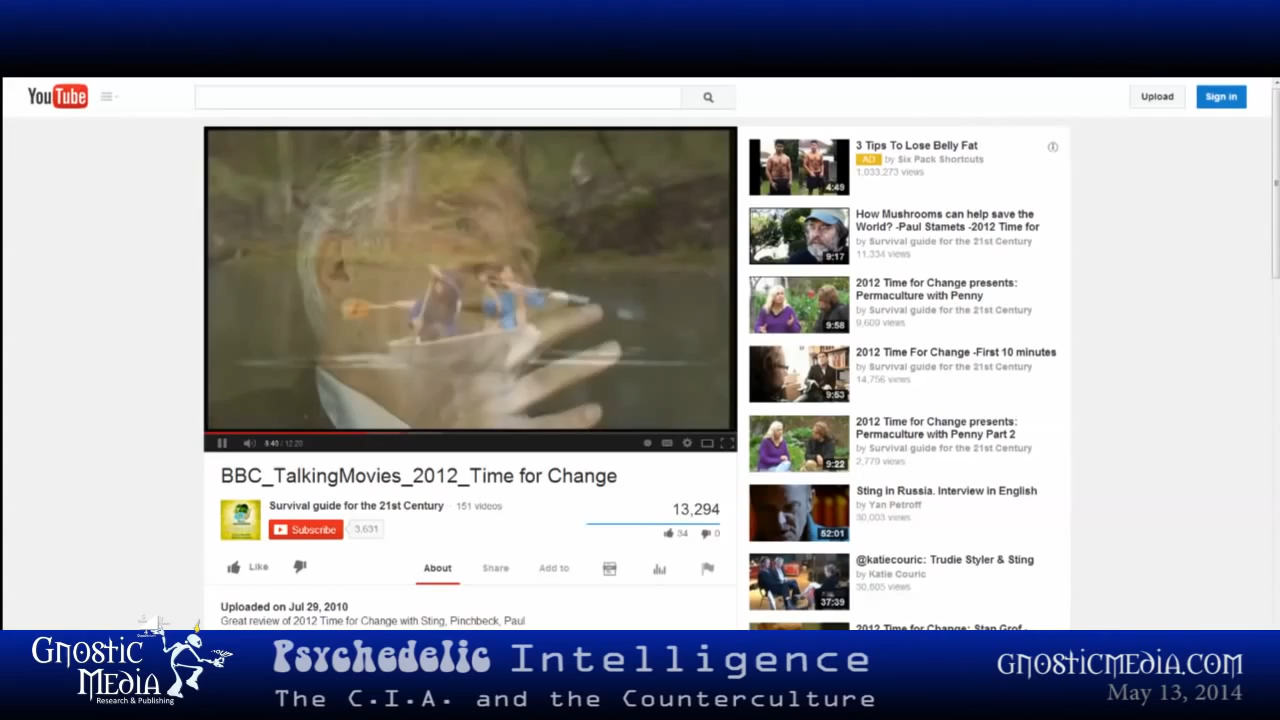 YouTube
Upload
Sign in
3 Tips To Lose Belly Fat
AD by Six Pack Shortcuts
1,033,273 views
4:49
How Mushrooms can help save the
World? -Paul Stamets -2012 Time for
by Survival guide for the 21st Century
11,334 views
9:17
2012 Time for Change presents:
Permaculture with Penny
by Survival guide for the 21st Century
9,609 views
9:58
2012 Time For Change -First 10 minutes
by Survival guide for the 21st Century
14,756 views
9:53
2012 Time for Change presents:
Permaculture with Penny Part 2
by Survival guide for the 21st Century
2,779 views
9:22
Sting in Russia. Interview in English
by Yan Petroff
30,003 views
52:01
@katiecouric: Trudie Styler & Sting
by Katie Couric
30,605 views
37:39
2012 Time for Change: Stan Grof -
/ 12:20
BBC_TalkingMovies_2012_Time for Change
Survival guide for the 21st Century · 151 videos
Subscribe 3,631
13,294
34 0
Like
About Share Add to
Uploaded on Jul 29, 2010
Great review of 2012 Time for Change with Sting, Pinchbeck, Paul
Gnostic
Media
Research & Publishing
Psychedelic Intelligence
The C.I.A. and the Counterculture
gnosticmedia.com
May 13, 2014